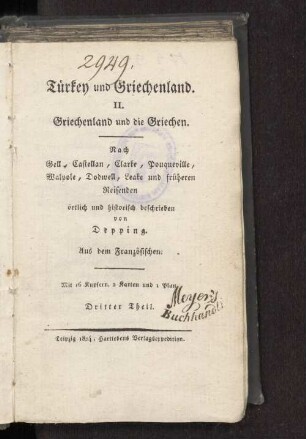 2949.
Türkey und Griechenland.
II.
Griechenland und die Griechen.
Nach
Gell, Castellan, Clarke, Pouqueville,
Walpole, Dodwell, Leake und früheren
Reisenden
örtlich und historisch beschrieben
von
Depping.
Aus dem Französischen:
Mit 16 Kupfern, 2 Karten und 1 Plan
Dritter Theil.
Meyers
Buchhandl
Leipzig 1824; Hartlebens Verlagsexpedition.